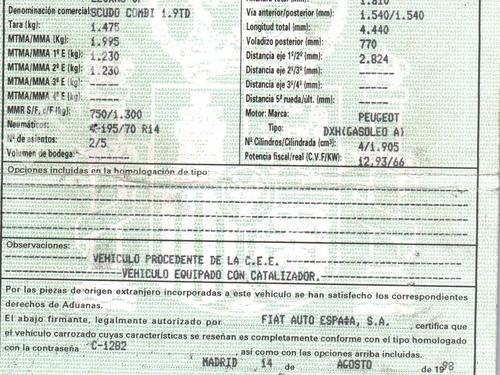 Denominación comercial: SCUDO COMBI 1.9TD
Tara (kg): 1.475
MTMA/MMA (Kg): 1.995
MTMA/MMA 1º E (kg): 1.230
MTMA/MMA 2º E (kg): 1.230
MTMA/MMA 3º E (kg): ------
MTMA/MMA 4º E (kg): ------
MMR S/F, c/F (kg): 750/1.300
Neumáticos: 4-195/70 R14
Nº de asientos: 2/5
Volumen de bodega: ------
1.810
Vía anterior/posterior (mm): 1.540/1.540
Longitud total (mm): 4.440
Voladizo posterior (mm): 770
Distancia eje 1º/2º (mm): 2.824
Distancia eje 2º/3º (mm): ------
Distancia eje 3º/4º (mm): ------
Distancia 5ª rueda/ult. (mm): ------
Motor: Marca: PEUGEOT
Tipo: DXH(GASOLEO A)
Nº Cilindros/Cilindrada (cm³): 4/1.905
Potencia fiscal/real (C.V.F/KW): 12,93/66
Opciones incluidas en la homologación de tipo:
Observaciones:
VEHICULO PROCEDENTE DE LA C.E.E.
VEHICULO EQUIPADO CON CATALIZADOR.
Por las piezas de origen extranjero incorporadas a este vehículo se han satisfecho los correspondientes
derechos de Aduanas.
El abajo firmante, legalmente autorizado por FIAT AUTO ESPAÑA, S.A. , certifica que
el vehículo carrozado cuyas características se reseñan es completamente conforme con el tipo homologado
con la contraseña C-1282 así como con las opciones arriba incluidas.
MADRID 14 de AGOSTO de 1998